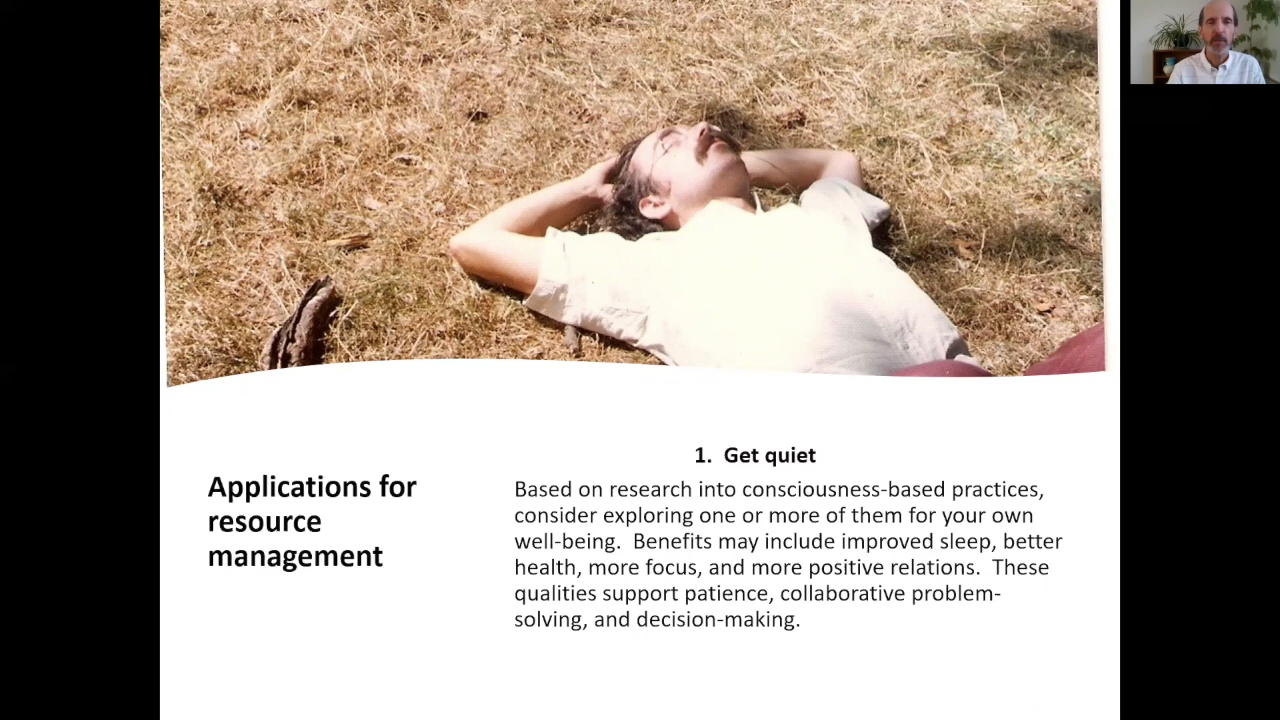 Applications for
resource
management
1. Get quiet
Based on research into consciousness-based practices,
consider exploring one or more of them for your own
well-being. Benefits may include improved sleep, better
health, more focus, and more positive relations. These
qualities support patience, collaborative problem-
solving, and decision-making.